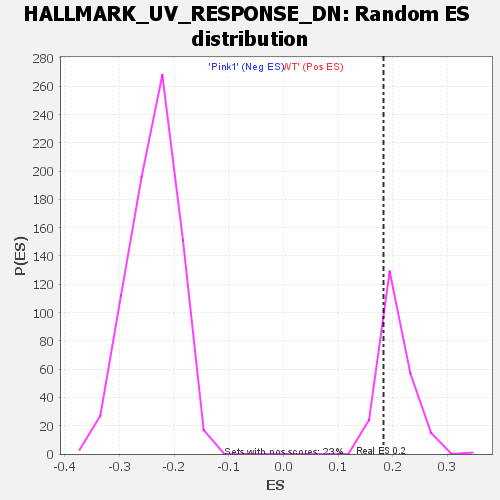 HALLMARK_UV_RESPONSE_DN: Random ES
distribution
'Pink1' (Neg ES)
WT' (Pos ES)
280
260
240
220
200
180
160
140
120
100
80
60
40
20
0
P(ES)
Sets with pos scores: 23%
Real ES 0.2
-0.4 -0.3 -0.2 -0.1 0.0 0.1 0.2 0.3
ES